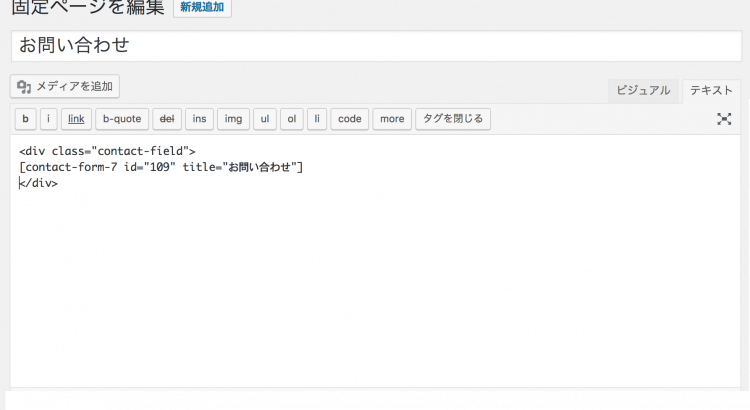 固定ページを編集 新規追加
お問い合わせ
メディアを追加
ビジュアル テキスト
b i link b-quote del ins img ul ol li code more タグを閉じる
<div class="contact-field">
[contact-form-7 id="109" title="お問い合わせ"]
</div>